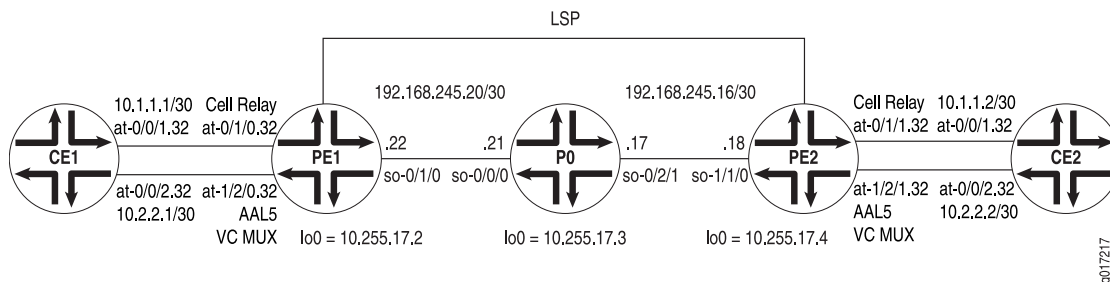 LSP
192.168.245.20/30
192.168.245.16/30
10.1.1.1/30 Cell Relay
at-0/0/1.32 at-0/1/0.32
Cell Relay 10.1.1.2/30
at-0/1/1.32 at-0/0/1.32
CE1
PE1
.22
.21
P0
.17
.18
PE2
CE2
so-0/1/0 so-0/0/0
so-0/2/1 so-1/1/0
at-0/0/2.32 at-1/2/0.32
10.2.2.1/30 AAL5
VC MUX
at-1/2/1.32 at-0/0/2.32
AAL5 10.2.2.2/30
VC MUX
lo0 = 10.255.17.2
lo0 = 10.255.17.3
lo0 = 10.255.17.4
g017217